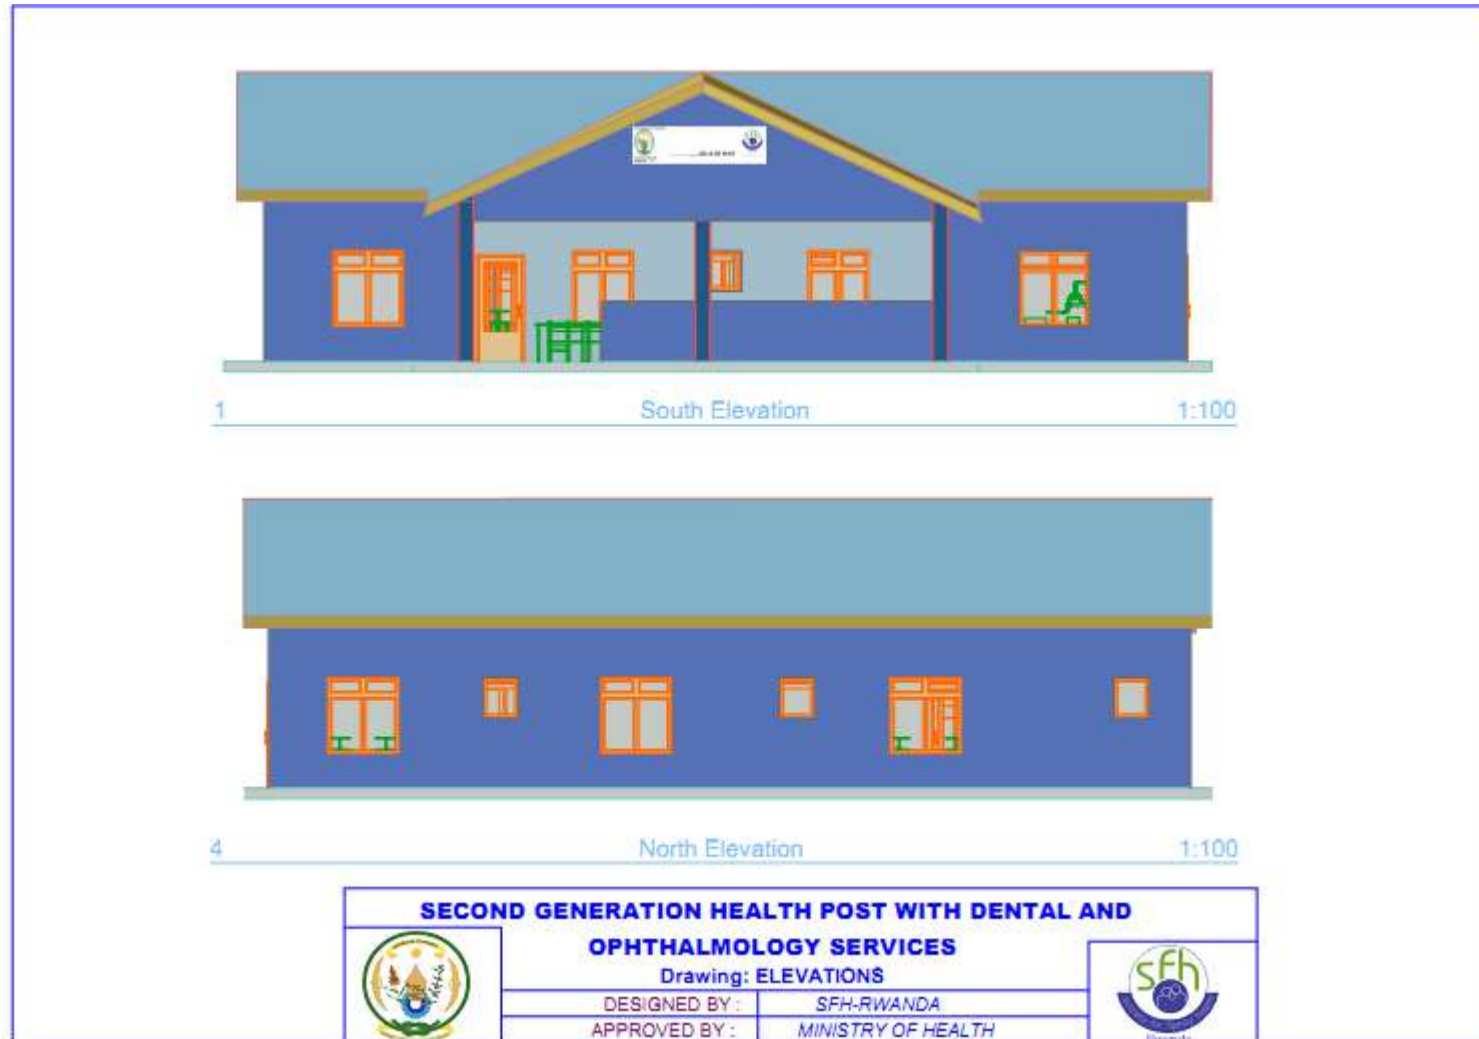 1 South Elevation 1:100
4 North Elevation 1:100
SECOND GENERATION HEALTH POST WITH DENTAL AND
OPHTHALMOLOGY SERVICES
Drawing: ELEVATIONS
DESIGNED BY : SFH-RWANDA
APPROVED BY : MINISTRY OF HEALTH
sfh